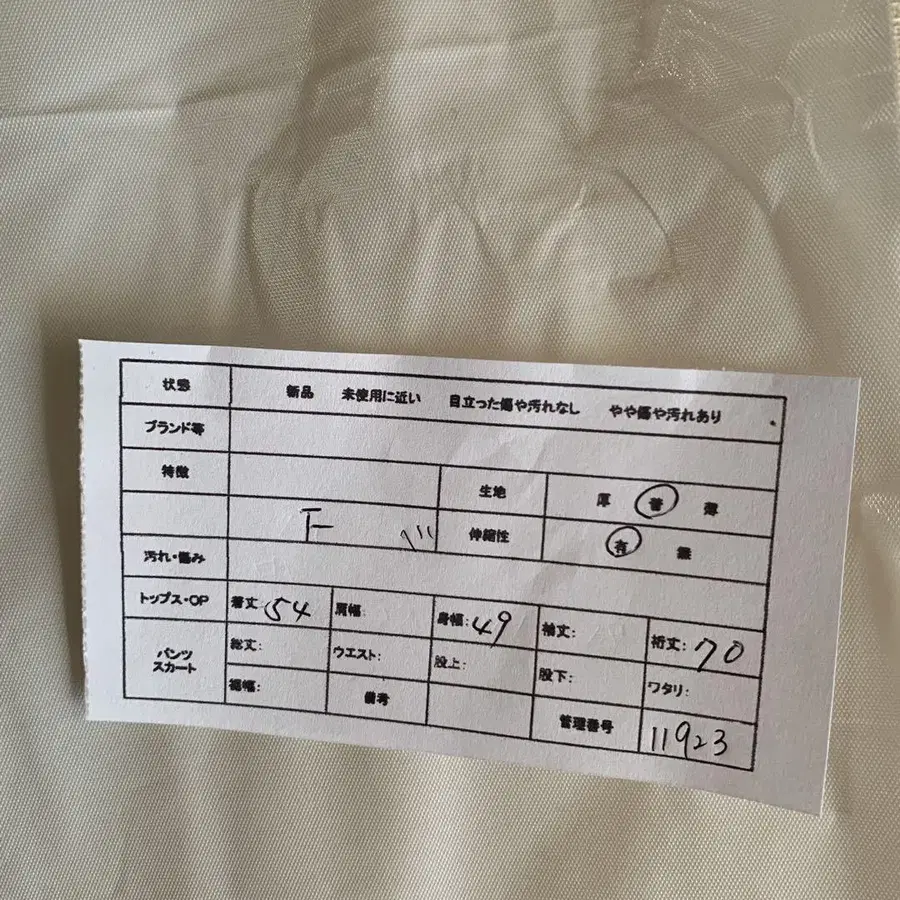 状態 新品 未使用に近い 目立った傷や汚れなし やや傷や汚れあり
ブランド等
特徴 生地 厚 普 薄
下 伸縮性 有 無
汚れ・傷み
トップス・OP 着丈:54 肩幅: 身幅:49 袖丈: 裄丈:70
パンツ スカート 総丈: ウエスト: 股上: 股下: ワタリ:
裾幅: 備考 管理番号 11923